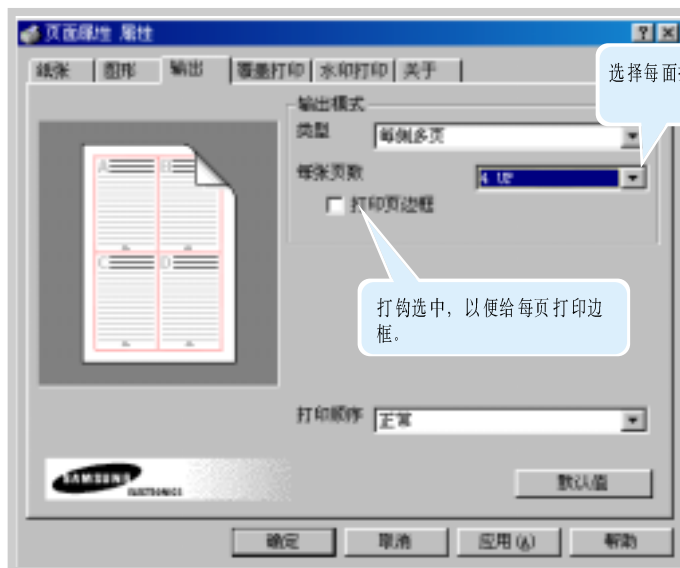 页面属性 属性
纸张 图形 输出 覆盖打印 水印打印 关于
选择每面
输出模式
类型 每侧多页
每张页数 4 UP
打印页边框
A B
C D
打钩选中，以便给每页打印边
框。
打印顺序 正常
SAMSUNG
ELECTRONICS
默认值
确定 取消 应用(A) 帮助